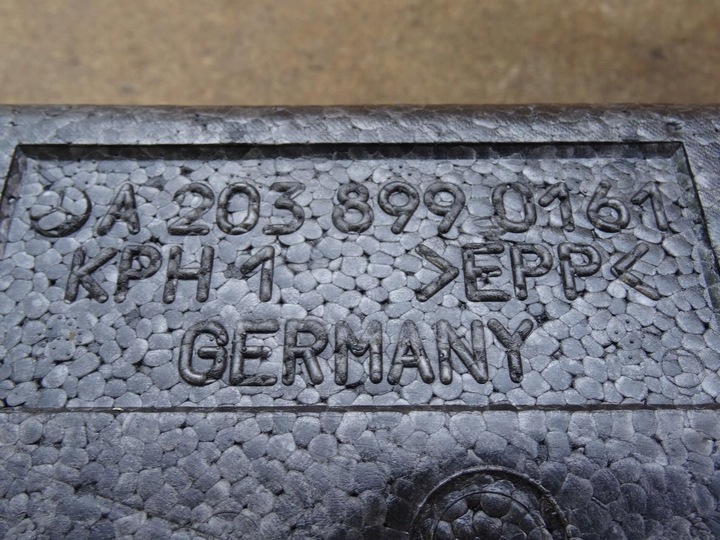 A 203 899 0161
KPH 1 >EPP<
GERMANY